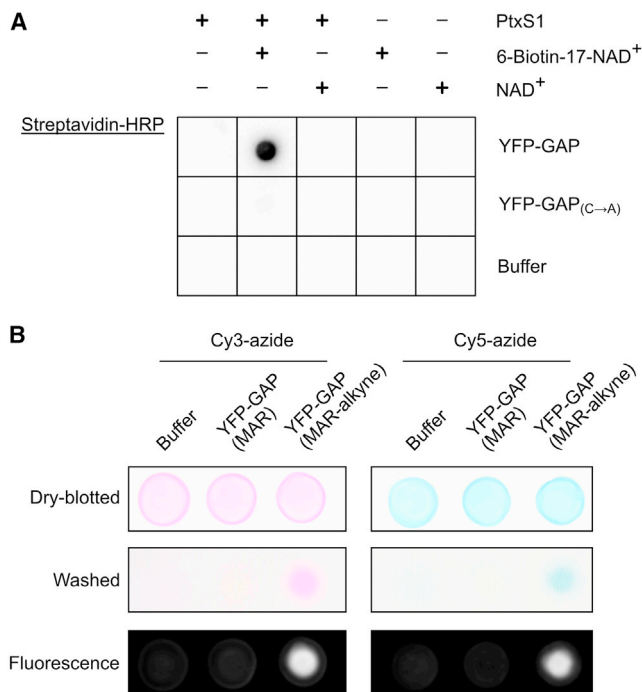 A
+ + + − − PtxS1
− + − + − 6-Biotin-17-NAD⁺
− − + − + NAD⁺
Streptavidin-HRP
YFP-GAP
YFP-GAP(C→A)
Buffer
B
Cy3-azide Cy5-azide
Buffer YFP-GAP (MAR) YFP-GAP (MAR-alkyne) Buffer YFP-GAP (MAR) YFP-GAP (MAR-alkyne)
Dry-blotted
Washed
Fluorescence